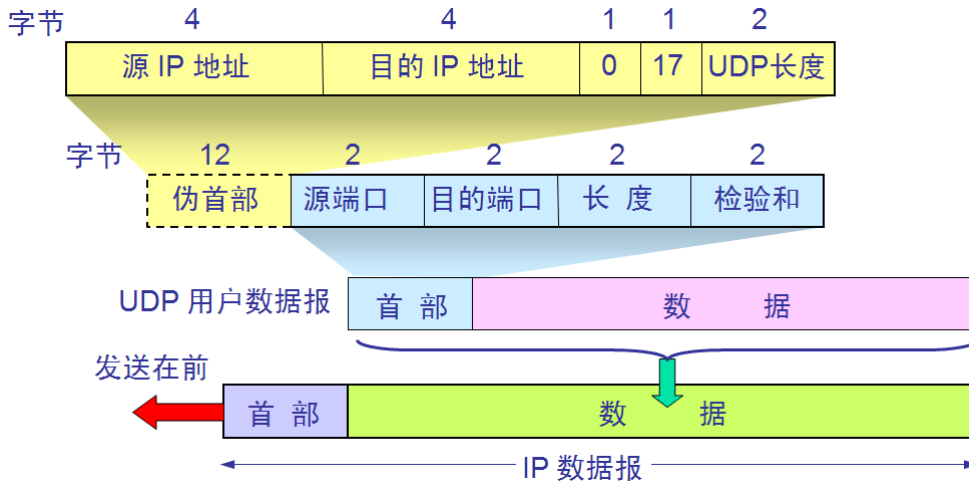 字节 4 4 1 1 2
源 IP 地址 目的 IP 地址 0 17 UDP长度
字节 12 2 2 2 2
伪首部 源端口 目的端口 长 度 检验和
UDP 用户数据报 首 部 数 据
发送在前
首 部 数 据
IP 数据报